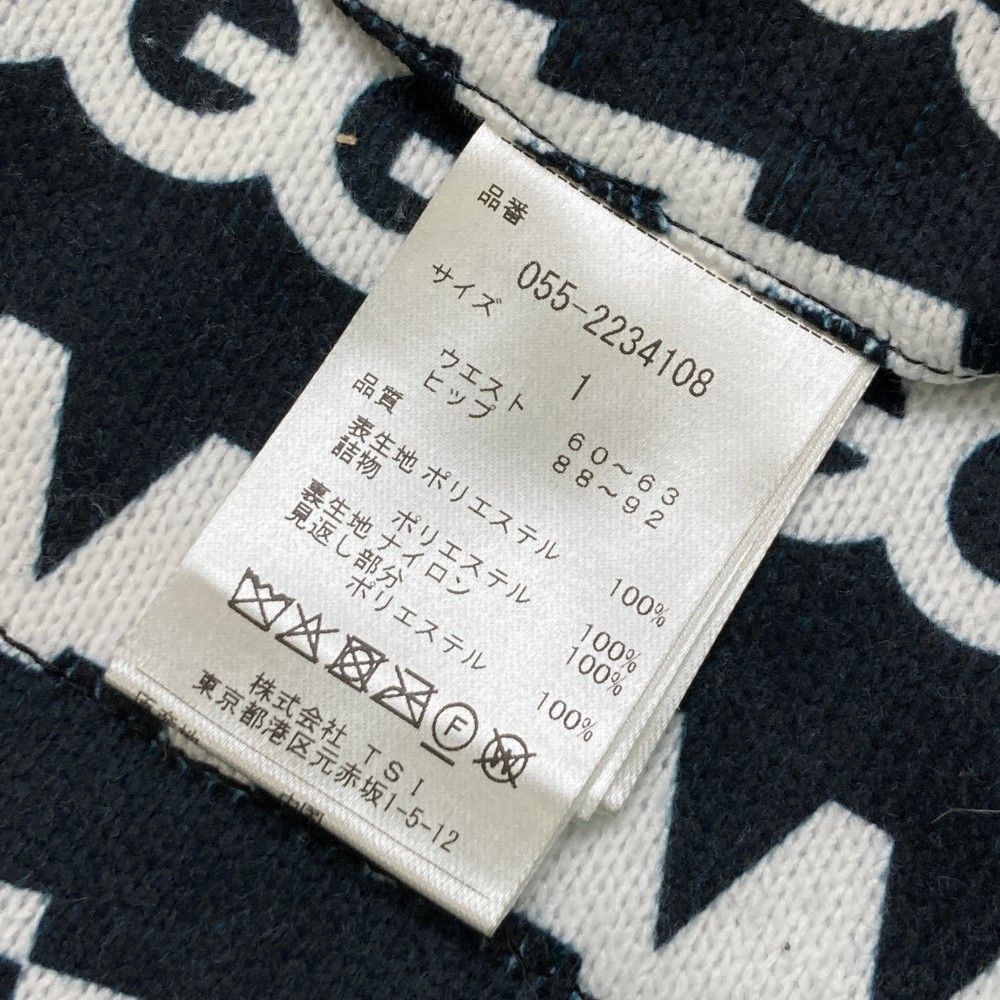 品番
055-2234108
サイズ 1
ウエスト 60～63
ヒップ 88～92
品質
表生地 ポリエステル 100%
詰物
ポリエステル 100%
裏生地 ナイロン 100%
見返し部分
ポリエステル 100%
F
W
株式会社 TSI
東京都港区元赤坂1-5-12